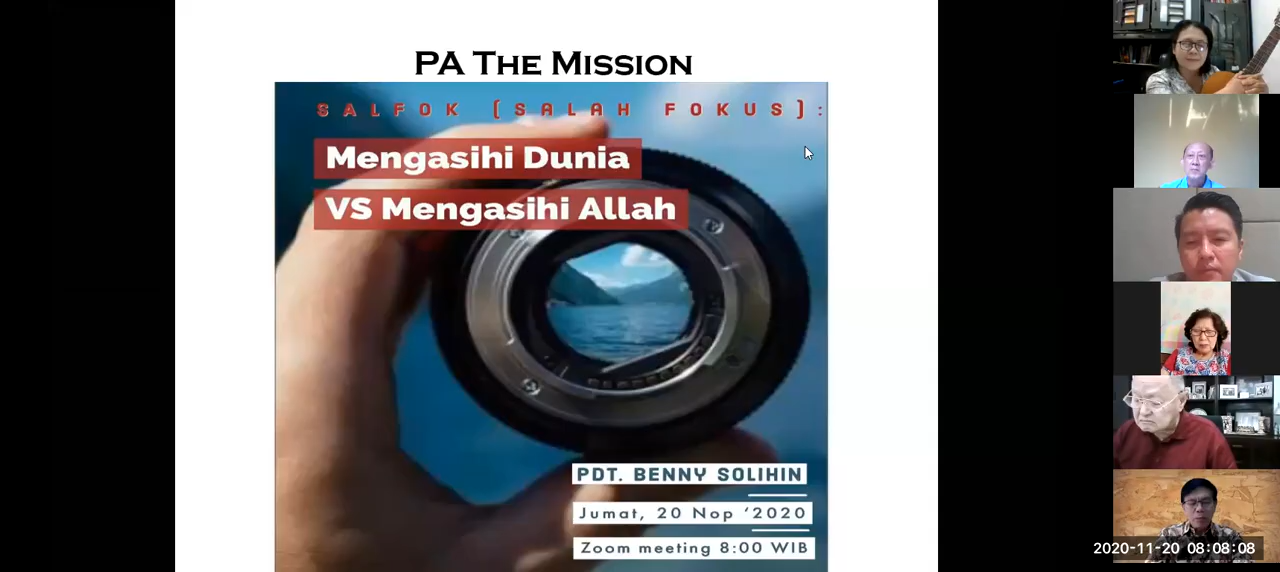 PA THE MISSION
SALFOK (SALAH FOKUS):
Mengasihi Dunia
VS Mengasihi Allah
PDT. BENNY SOLIHIN
Jumat, 20 Nop '2020
Zoom meeting 8:00 WIB
2020-11-20 08:08:08